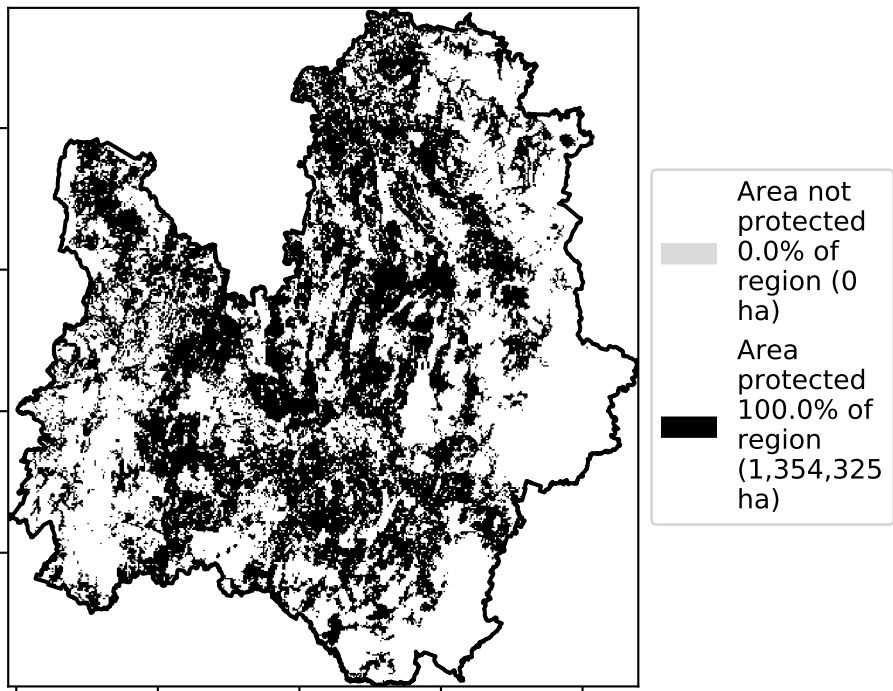 Area not
protected
0.0% of
region (0
ha)
Area
protected
100.0% of
region
(1,354,325
ha)